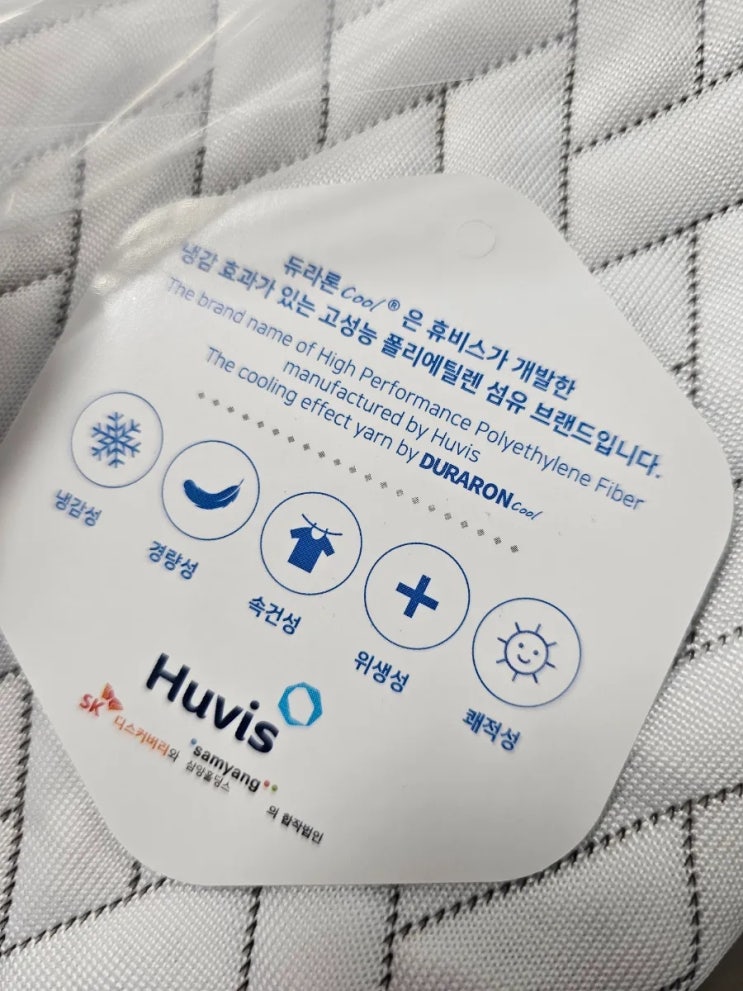 듀라론 Cool® 은 휴비스가 개발한
냉감 효과가 있는 고성능 폴리에틸렌 섬유 브랜드입니다.
The brand name of High Performance Polyethylene Fiber
manufactured by Huvis
The cooling effect yarn by DURARON Cool
냉감성
경량성
속건성
위생성
쾌적성
Huvis
SK 디스커버리와 samyang 삼양홀딩스 의 합작법인